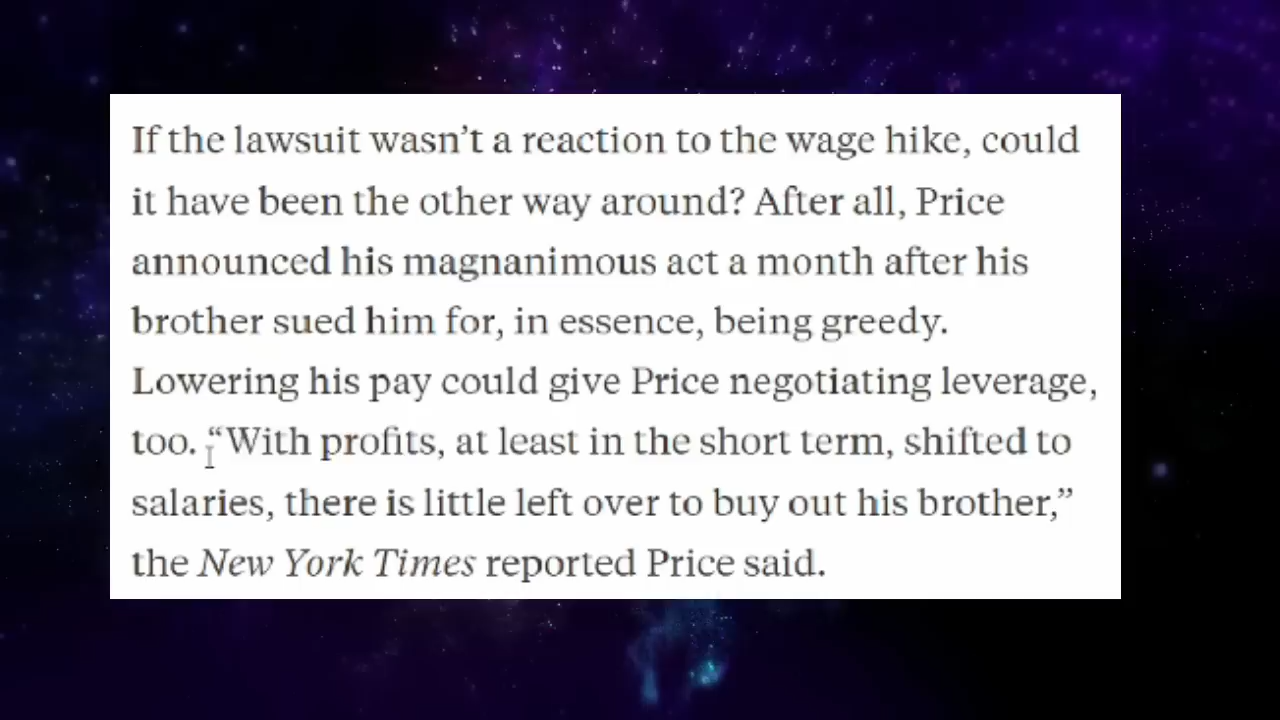 If the lawsuit wasn’t a reaction to the wage hike, could
it have been the other way around? After all, Price
announced his magnanimous act a month after his
brother sued him for, in essence, being greedy.
Lowering his pay could give Price negotiating leverage,
too. “With profits, at least in the short term, shifted to
salaries, there is little left over to buy out his brother,”
the New York Times reported Price said.